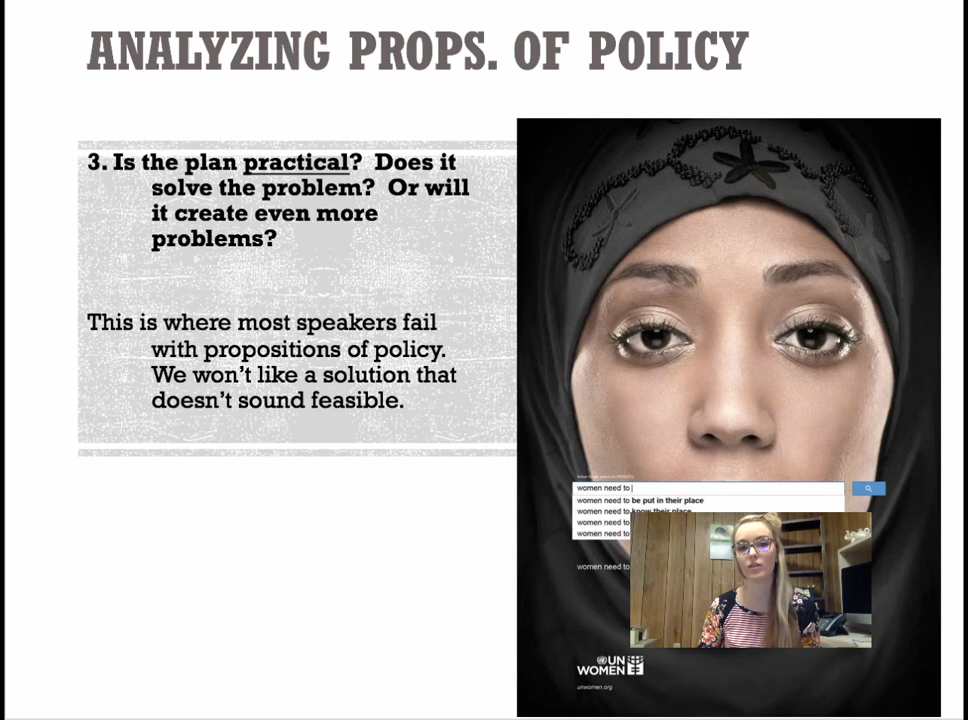 ANALYZING PROPS. OF POLICY
3. Is the plan practical? Does it
solve the problem? Or will
it create even more
problems?
This is where most speakers fail
with propositions of policy.
We won't like a solution that
doesn't sound feasible.
women need to
women need to be put in their place
women need to know their place
women need to
women need to
women need to
UN
WOMEN
unwomen.org